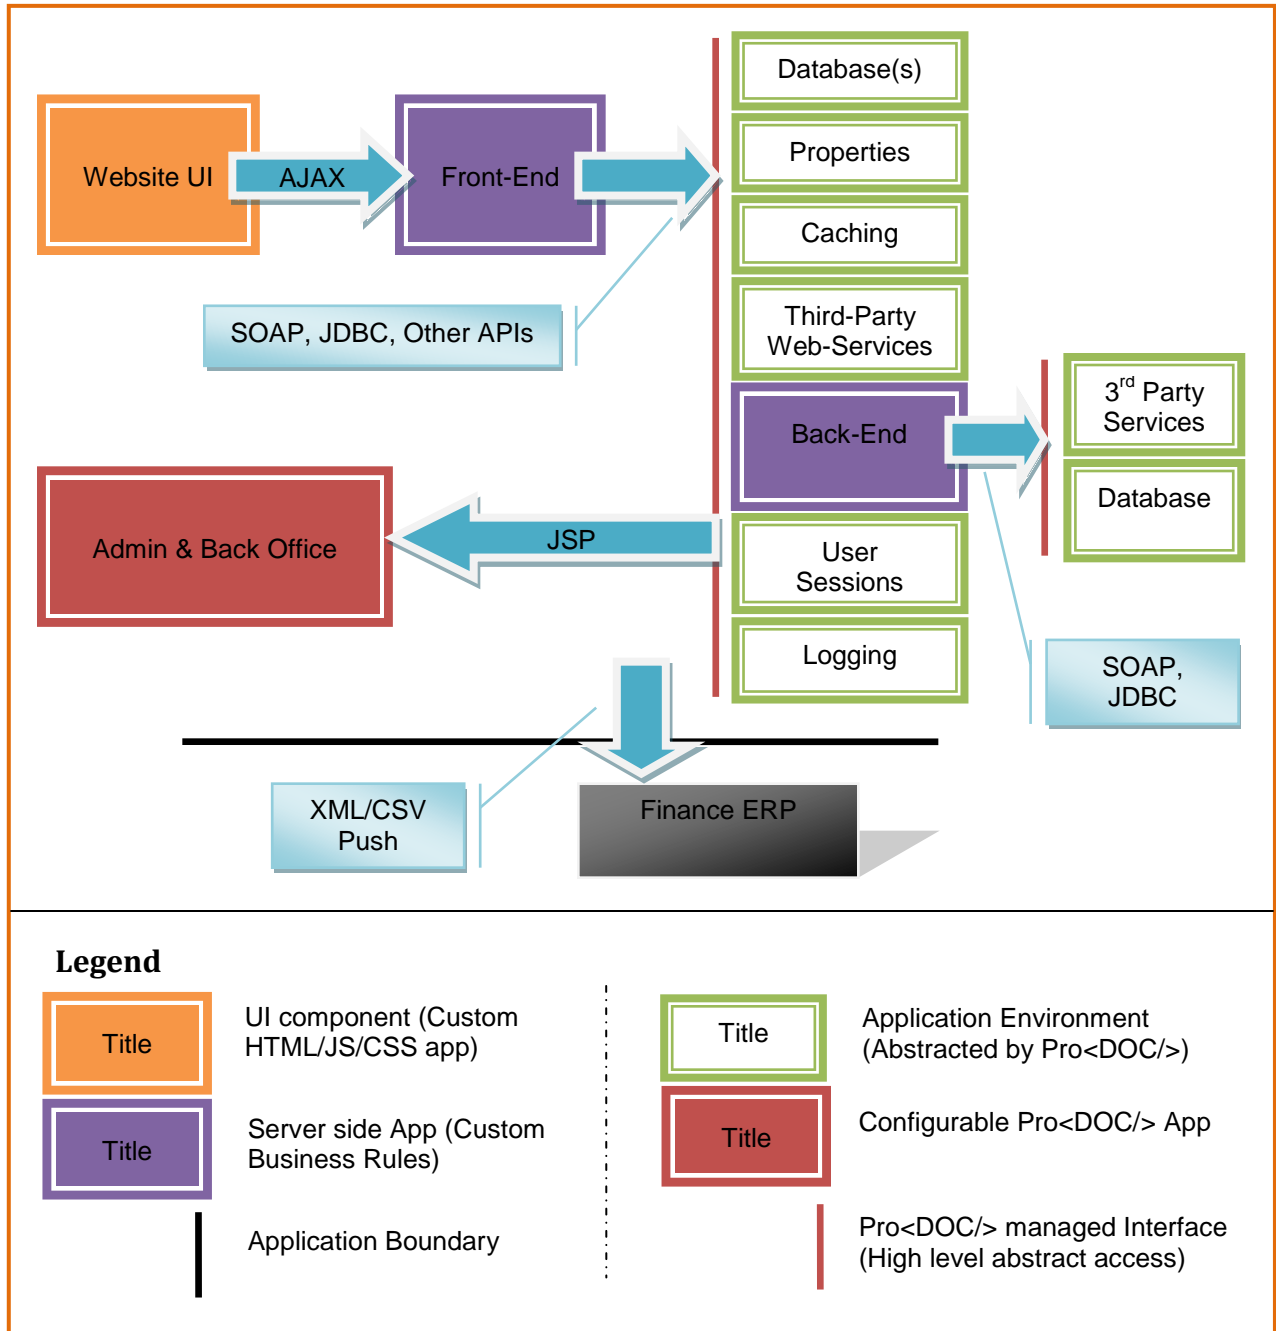 Database(s)
Website UI
AJAX
Front-End
Properties
Caching
SOAP, JDBC, Other APIs
Third-Party
Web-Services
3rd Party
Services
Back-End
Database
Admin & Back Office
JSP
User
Sessions
Logging
SOAP,
JDBC
XML/CSV
Push
Finance ERP
Legend
Title
UI component (Custom
HTML/JS/CSS app)
Title
Server side App (Custom
Business Rules)
Application Boundary
Title
Application Environment
(Abstracted by Pro<DOC/>)
Title
Configurable Pro<DOC/> App
Pro<DOC/> managed Interface
(High level abstract access)